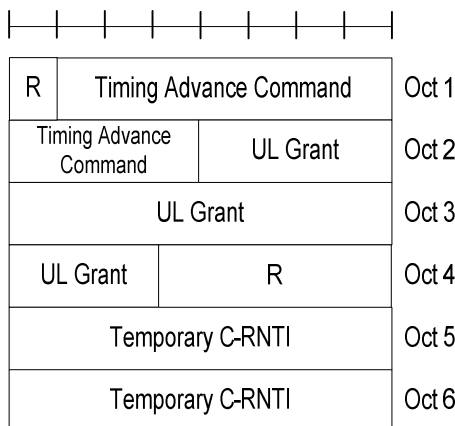 R Timing Advance Command Oct 1
Timing Advance
Command UL Grant Oct 2
UL Grant Oct 3
UL Grant R Oct 4
Temporary C-RNTI Oct 5
Temporary C-RNTI Oct 6